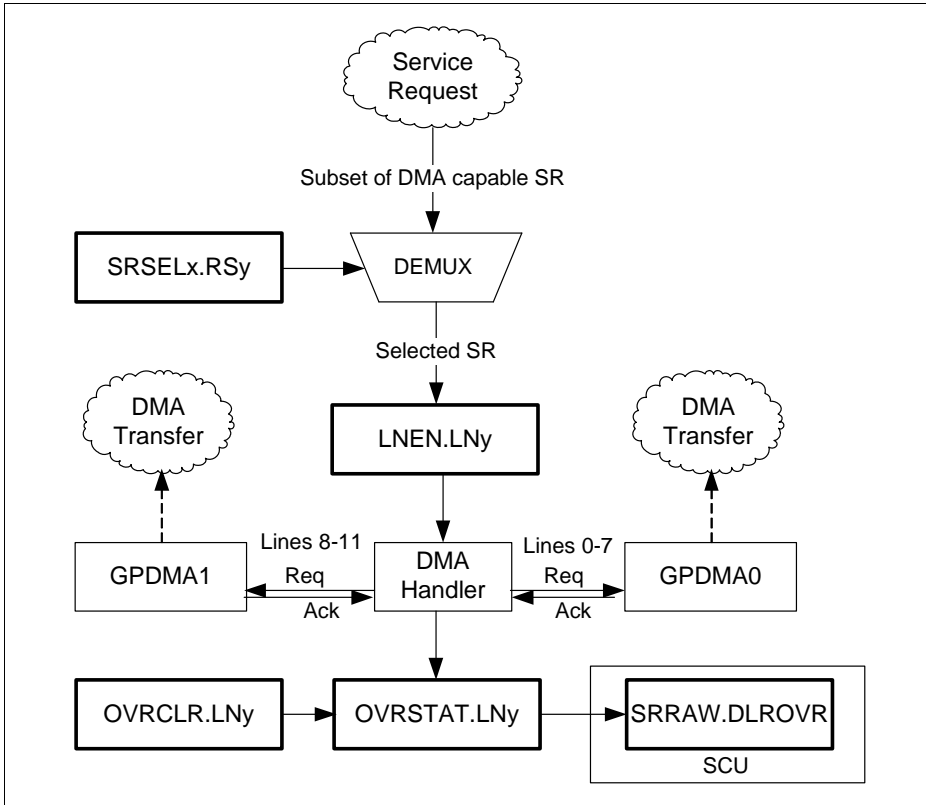 Service
Request
Subset of DMA capable SR
SRSELx.RSy
DEMUX
Selected SR
DMA
Transfer
LNEN.LNy
DMA
Transfer
GPDMA1
Lines 8-11
Req
Ack
DMA
Handler
Lines 0-7
Req
Ack
GPDMA0
OVRCLR.LNy
OVRSTAT.LNy
SRRAW.DLROVR
SCU